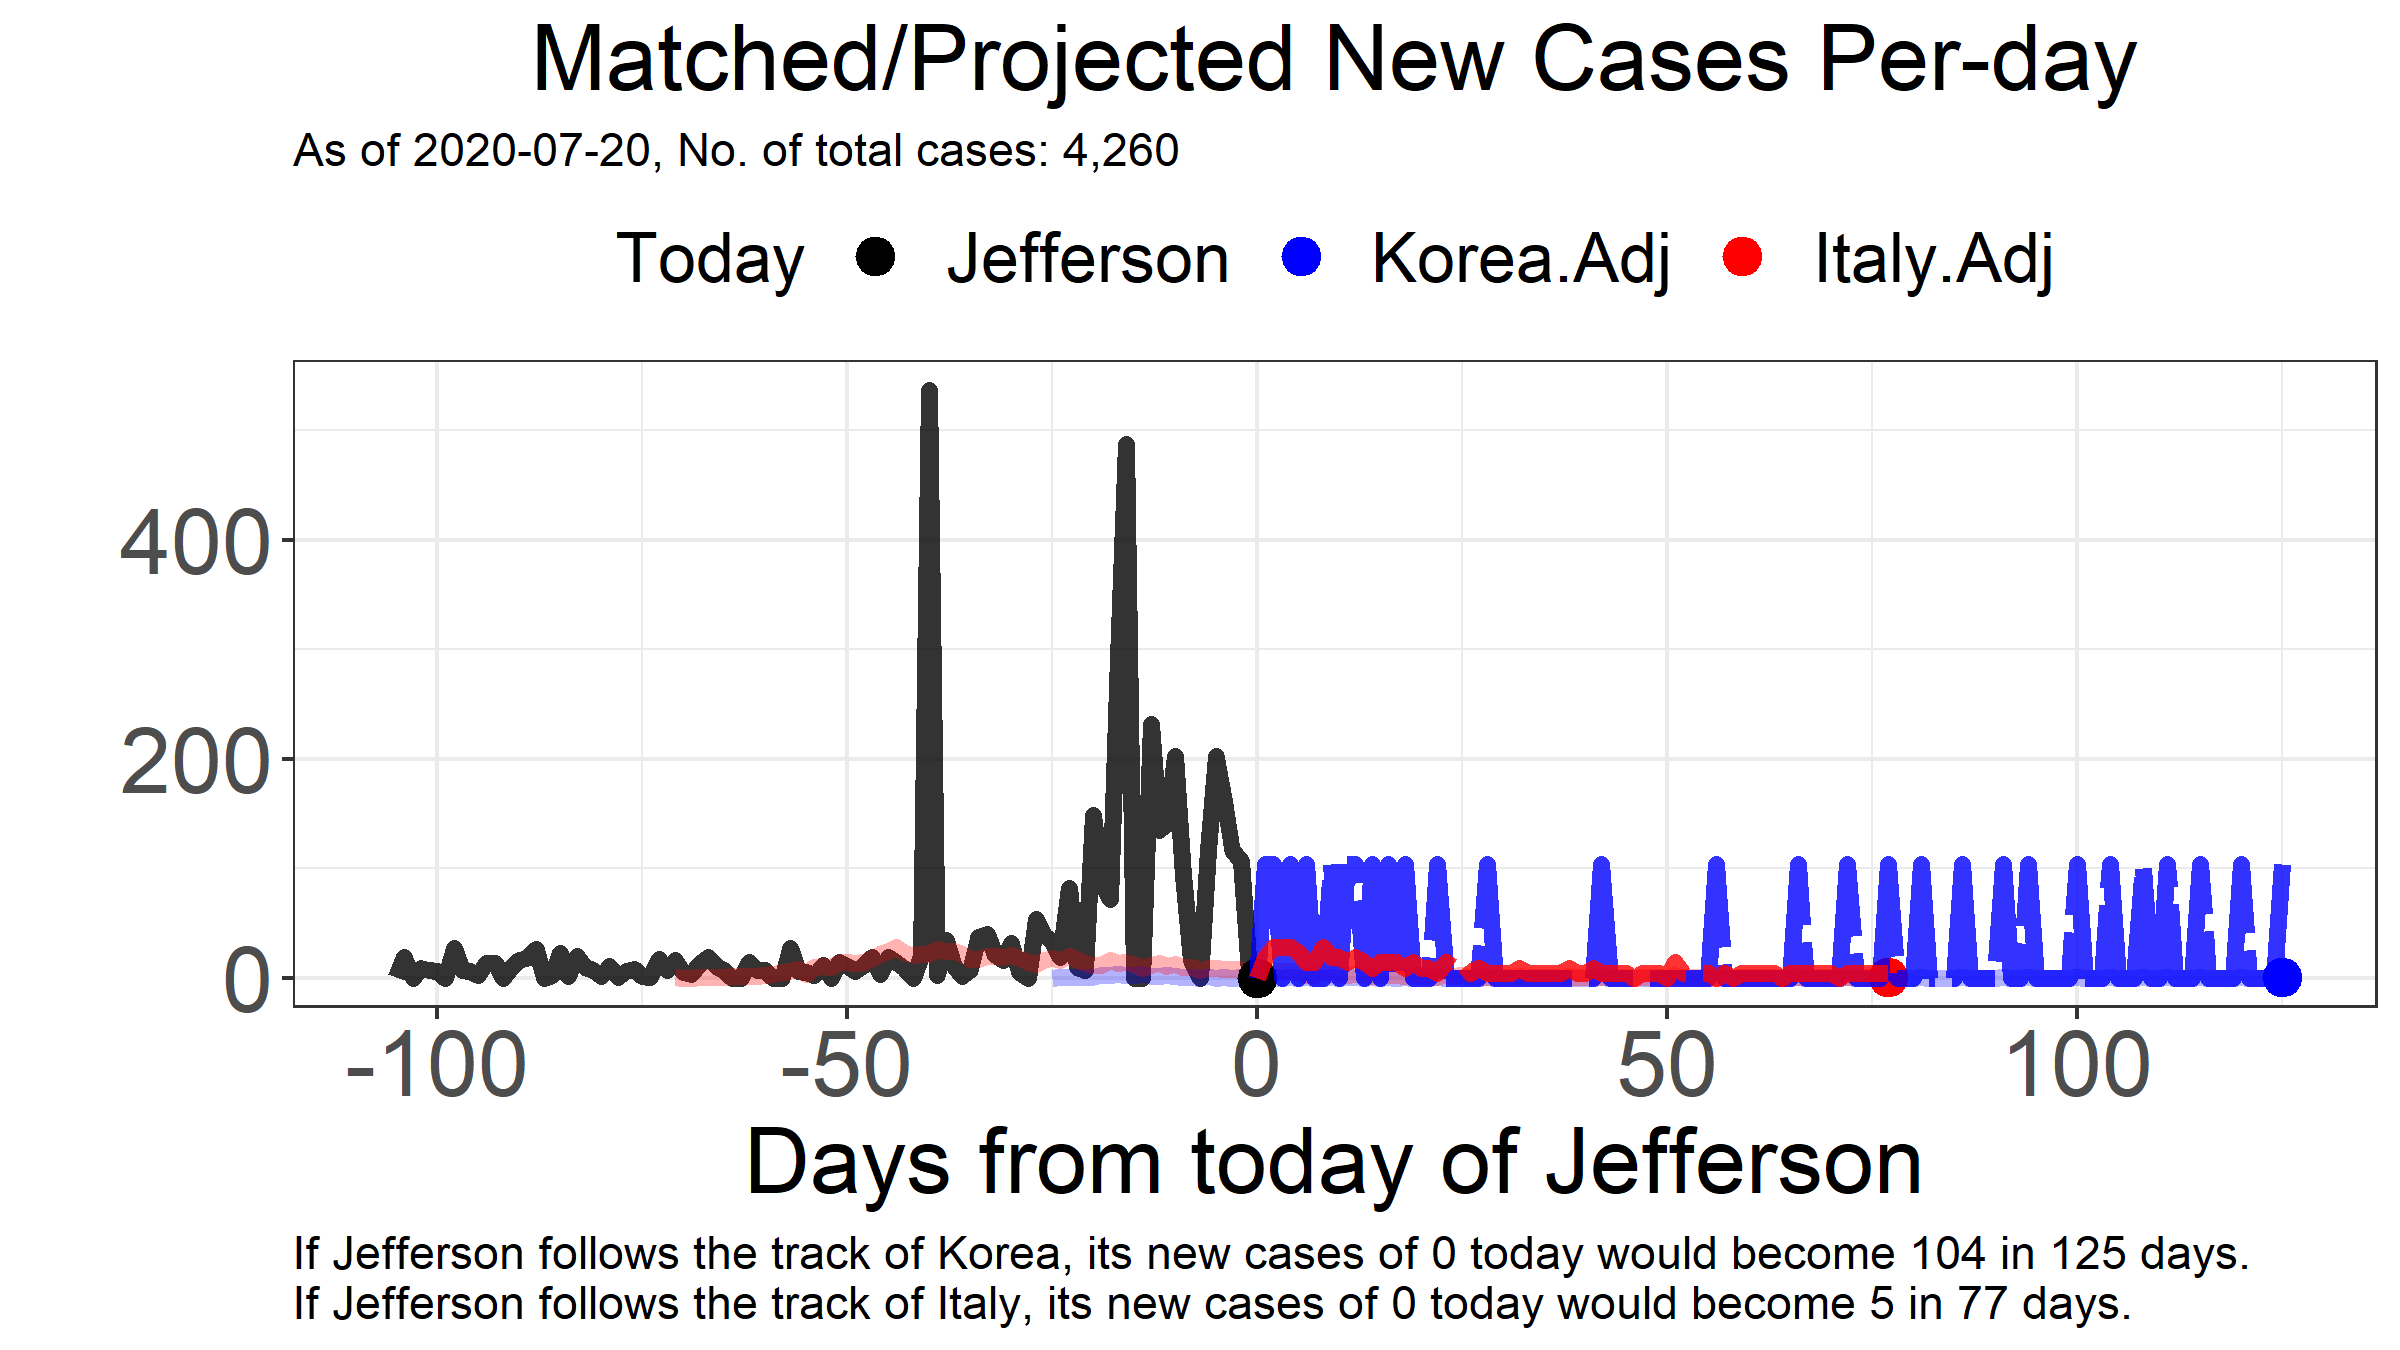 Matched/Projected New Cases Per-day
As of 2020-07-20, No. of total cases: 4,260
Today Jefferson Korea.Adj Italy.Adj
400
200
0
-100 -50 0 50 100
Days from today of Jefferson
If Jefferson follows the track of Korea, its new cases of 0 today would become 104 in 125 days.
If Jefferson follows the track of Italy, its new cases of 0 today would become 5 in 77 days.